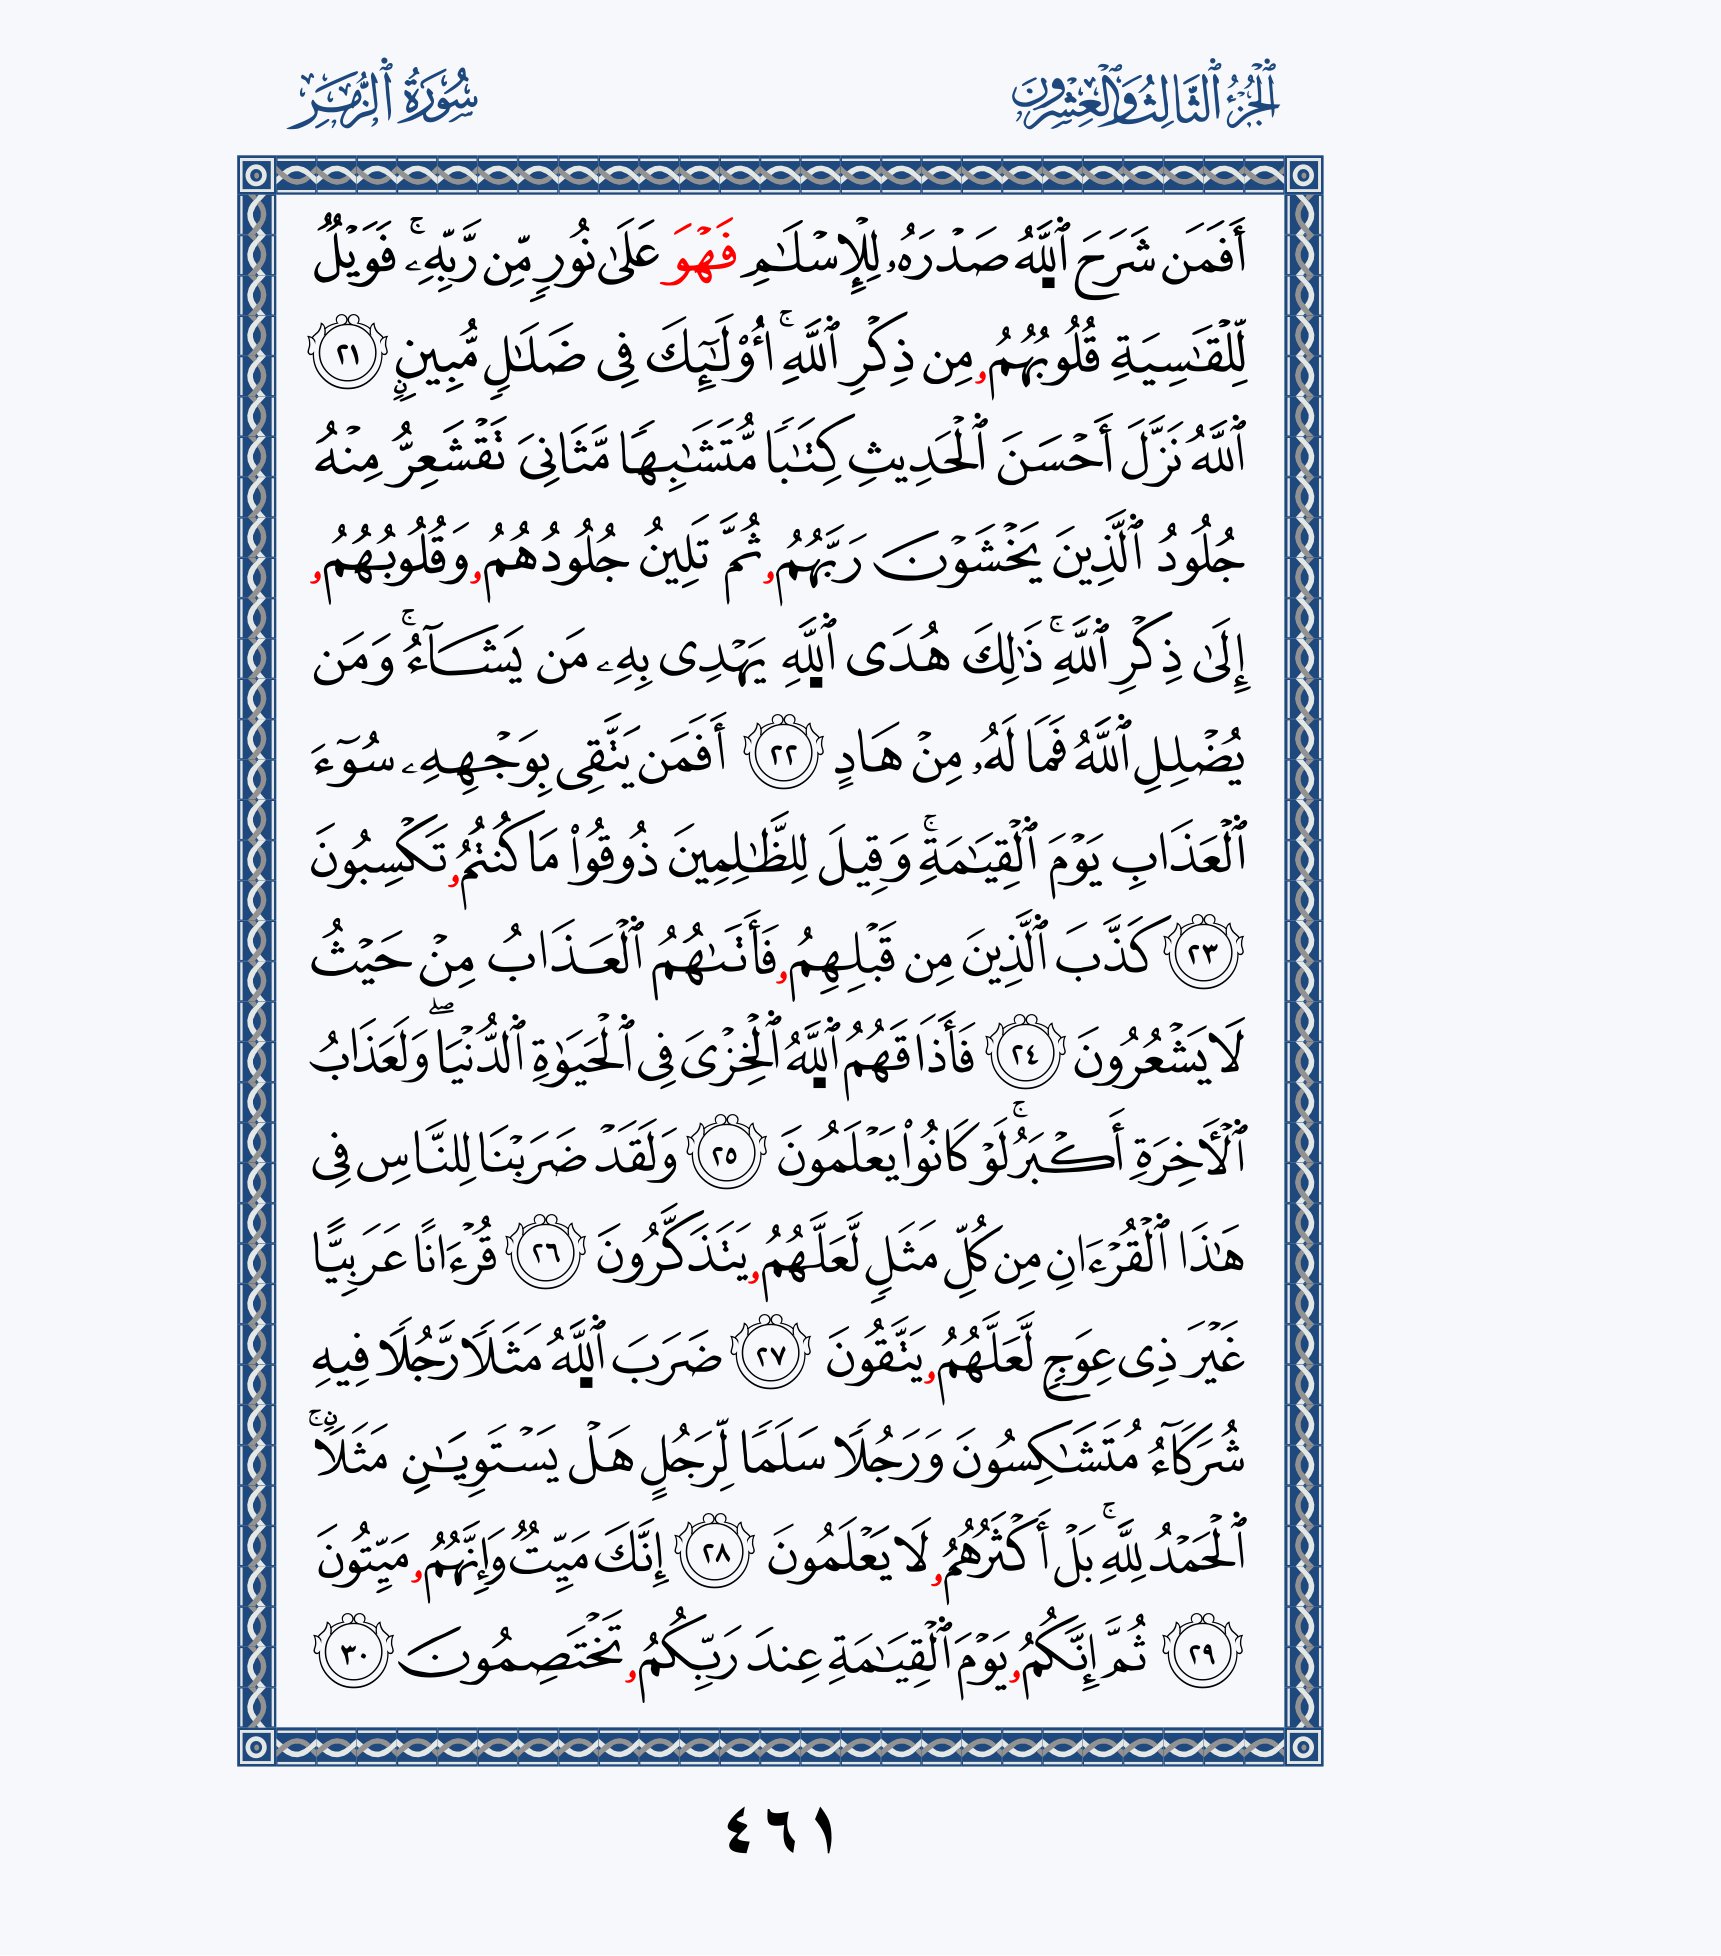 ٱلْجُزْءُ ٱلثَّالِثُ وَٱلْعِشْرُونَ
سُورَةُ ٱلزُّمَرِ
أَفَمَن شَرَحَ ٱللَّهُ صَدْرَهُۥ لِلْإِسْلَٰمِ فَهْوَ عَلَىٰ نُورٍ مِّن رَّبِّهِۦۚ فَوَيْلٌ
لِّلْقَٰسِيَةِ قُلُوبُهُمُۥ مِن ذِكْرِ ٱللَّهِۚ أُوْلَٰٓئِكَ فِى ضَلَٰلٍ مُّبِينٍ ٢١
ٱللَّهُ نَزَّلَ أَحْسَنَ ٱلْحَدِيثِ كِتَٰبًا مُّتَشَٰبِهًا مَّثَانِىَ تَقْشَعِرُّ مِنْهُ
جُلُودُ ٱلَّذِينَ يَخْشَوْنَ رَبَّهُمُۥ ثُمَّ تَلِينُ جُلُودُهُمُۥ وَقُلُوبُهُمُۥ
إِلَىٰ ذِكْرِ ٱللَّهِۚ ذَٰلِكَ هُدَى ٱللَّهِ يَهْدِى بِهِۦ مَن يَشَآءُۚ وَمَن
يُضْلِلِ ٱللَّهُ فَمَا لَهُۥ مِنْ هَادٍ ٢٢ أَفَمَن يَتَّقِى بِوَجْهِهِۦ سُوٓءَ
ٱلْعَذَابِ يَوْمَ ٱلْقِيَٰمَةِۚ وَقِيلَ لِلظَّٰلِمِينَ ذُوقُوا۟ مَا كُنتُمُۥ تَكْسِبُونَ
٢٣ كَذَّبَ ٱلَّذِينَ مِن قَبْلِهِمُۥ فَأَتَىٰهُمُ ٱلْعَذَابُ مِنْ حَيْثُ
لَا يَشْعُرُونَ ٢٤ فَأَذَاقَهُمُ ٱللَّهُ ٱلْخِزْىَ فِى ٱلْحَيَوٰةِ ٱلدُّنْيَاۖ وَلَعَذَابُ
ٱلْأَخِرَةِ أَكْبَرُۚ لَوْ كَانُوا۟ يَعْلَمُونَ ٢٥ وَلَقَدْ ضَرَبْنَا لِلنَّاسِ فِى
هَٰذَا ٱلْقُرْءَانِ مِن كُلِّ مَثَلٍ لَّعَلَّهُمُۥ يَتَذَكَّرُونَ ٢٦ قُرْءَانًا عَرَبِيًّا
غَيْرَ ذِى عِوَجٍ لَّعَلَّهُمُۥ يَتَّقُونَ ٢٧ ضَرَبَ ٱللَّهُ مَثَلًا رَّجُلًا فِيهِ
شُرَكَآءُ مُتَشَٰكِسُونَ وَرَجُلًا سَلَمًا لِّرَجُلٍ هَلْ يَسْتَوِيَٰنِ مَثَلًاۚ
ٱلْحَمْدُ لِلَّهِۚ بَلْ أَكْثَرُهُمُۥ لَا يَعْلَمُونَ ٢٨ إِنَّكَ مَيِّتٌ وَإِنَّهُمُۥ مَيِّتُونَ
٢٩ ثُمَّ إِنَّكُمُۥ يَوْمَ ٱلْقِيَٰمَةِ عِندَ رَبِّكُمُۥ تَخْتَصِمُونَ ٣٠
٤٦١